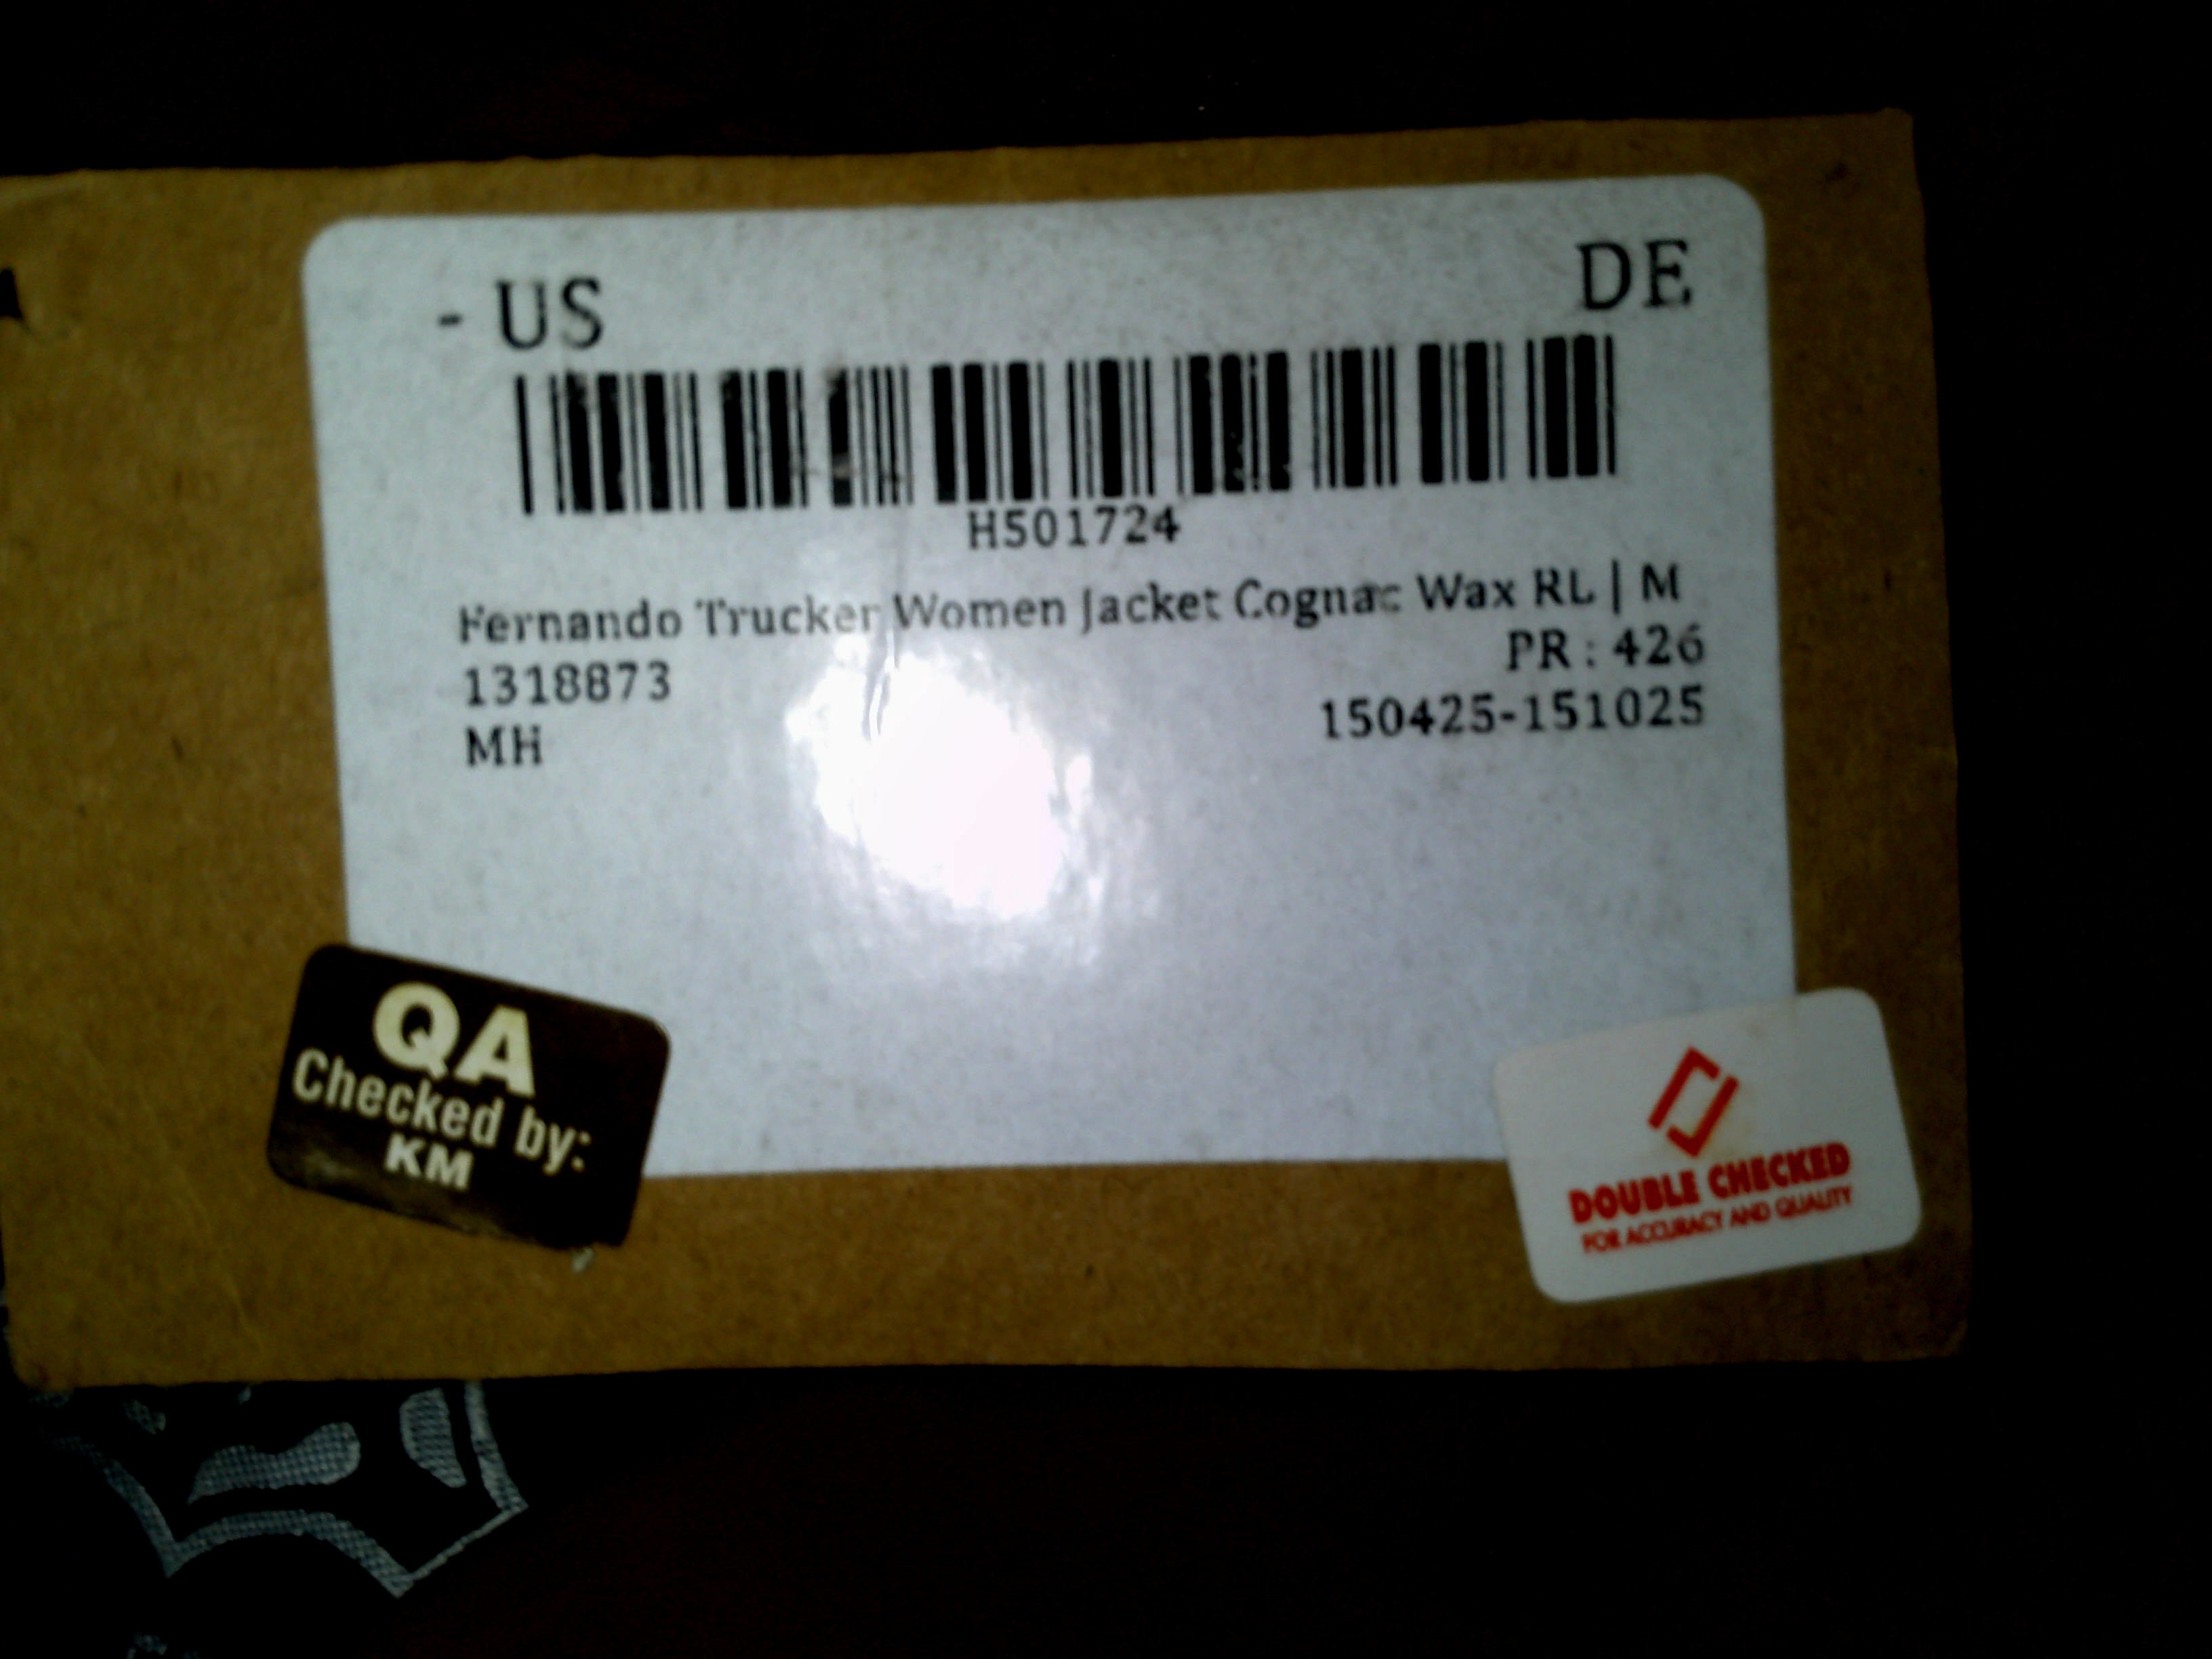 - US DE
H501724
Fernando Trucker Women Jacket Cognac Wax RL | M
PR : 426
1318873
150425-151025
MH
QA
Checked by:
KM
DOUBLE CHECKED
FOR ACCURACY AND QUALITY